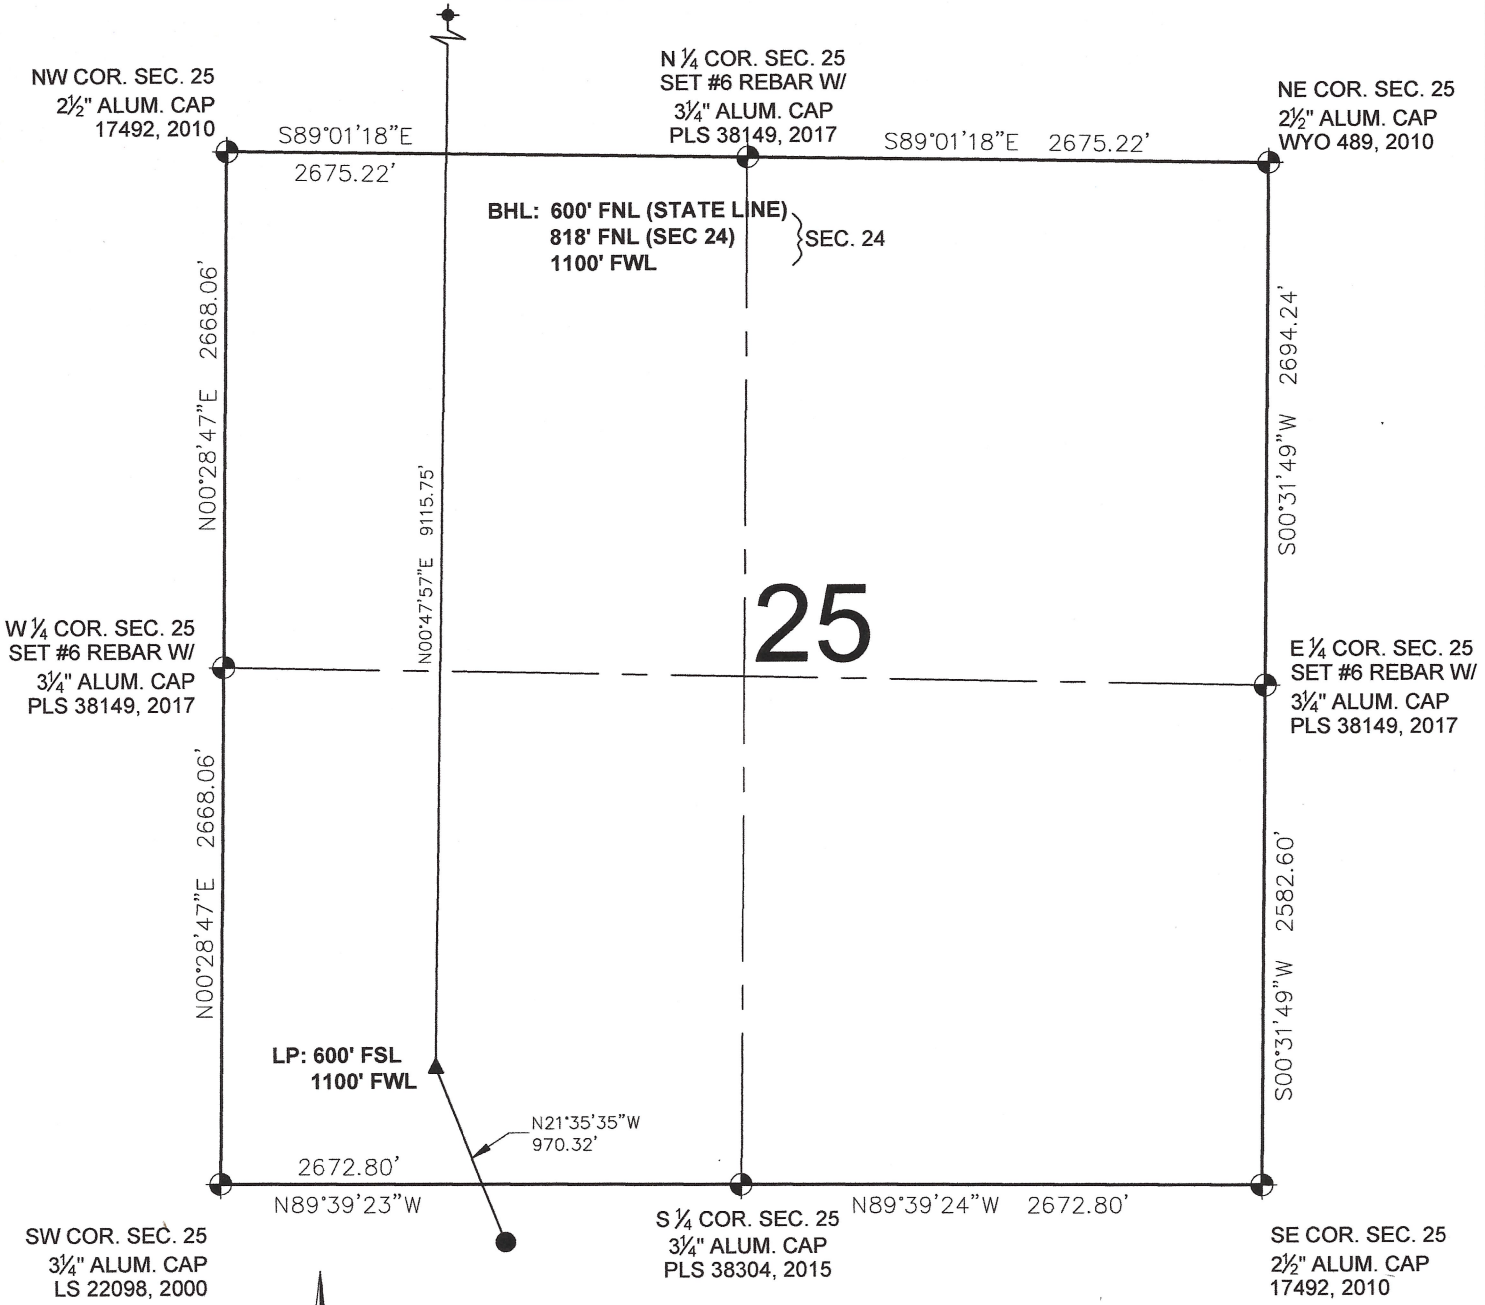 NW COR. SEC. 25
2½" ALUM. CAP
17492, 2010
N ¼ COR. SEC. 25
SET #6 REBAR W/
3¼" ALUM. CAP
PLS 38149, 2017
NE COR. SEC. 25
2½" ALUM. CAP
WYO 489, 2010
S89°01'18"E
2675.22'
S89°01'18"E 2675.22'
BHL: 600' FNL (STATE LINE)
818' FNL (SEC 24)
1100' FWL
SEC. 24
N00°28'47"E 2668.06'
N00°47'57"E 9115.75'
S00°31'49"W 2694.24'
25
W ¼ COR. SEC. 25
SET #6 REBAR W/
3¼" ALUM. CAP
PLS 38149, 2017
E ¼ COR. SEC. 25
SET #6 REBAR W/
3¼" ALUM. CAP
PLS 38149, 2017
N00°28'47"E 2668.06'
S00°31'49"W 2582.60'
LP: 600' FSL
1100' FWL
N21°35'35"W
970.32'
2672.80'
N89°39'23"W
N89°39'24"W 2672.80'
SW COR. SEC. 25
3¼" ALUM. CAP
LS 22098, 2000
S ¼ COR. SEC. 25
3¼" ALUM. CAP
PLS 38304, 2015
SE COR. SEC. 25
2½" ALUM. CAP
17492, 2010